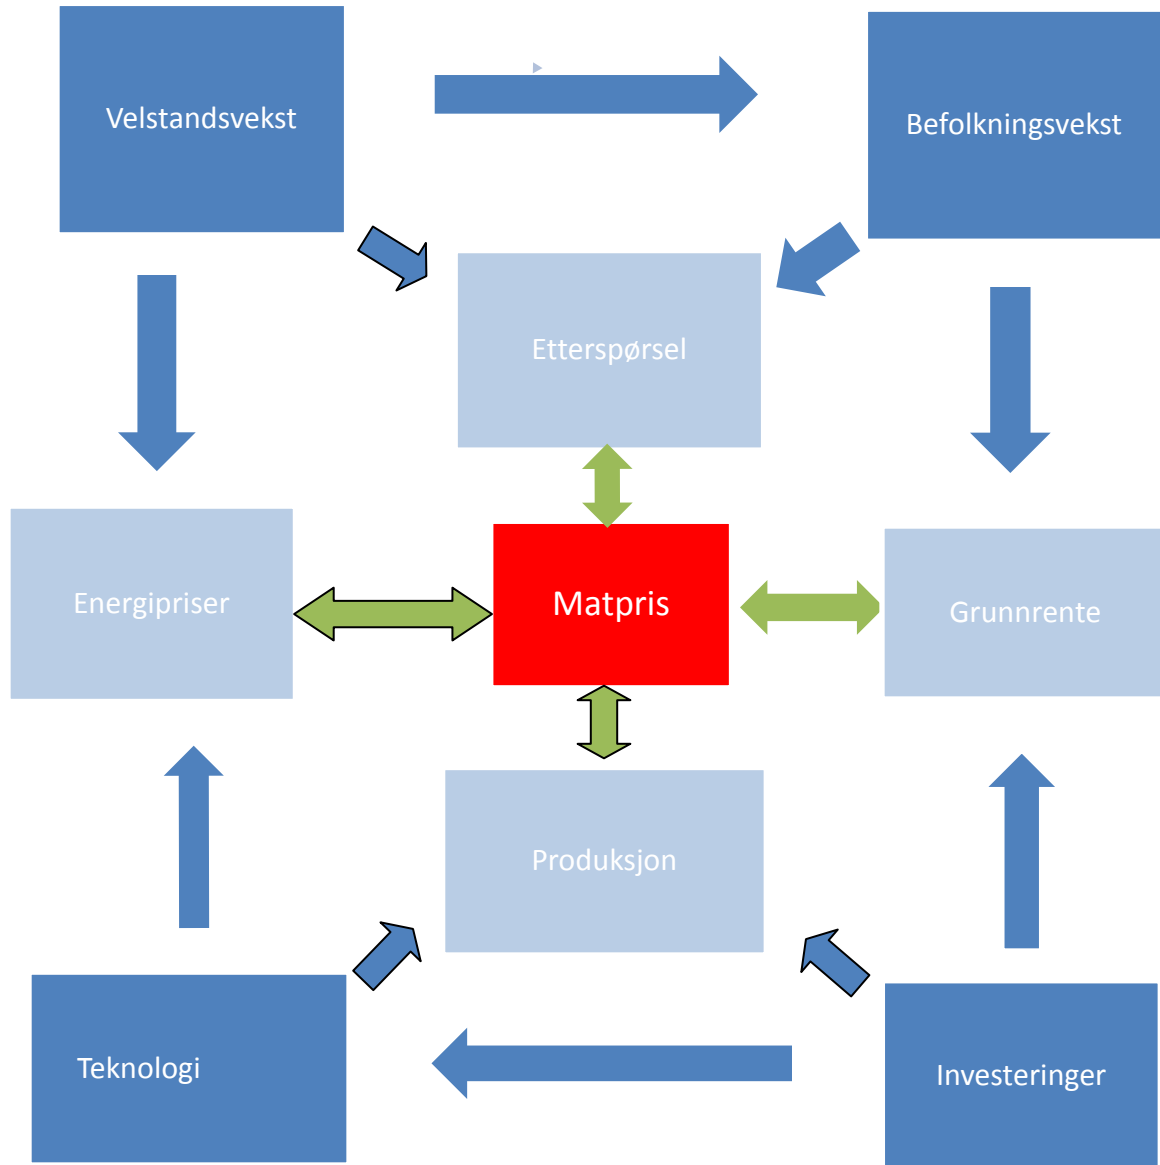 Velstandsvekst
Befolkningsvekst
Etterspørsel
Energipriser
Matpris
Grunnrente
Produksjon
Teknologi
Investeringer